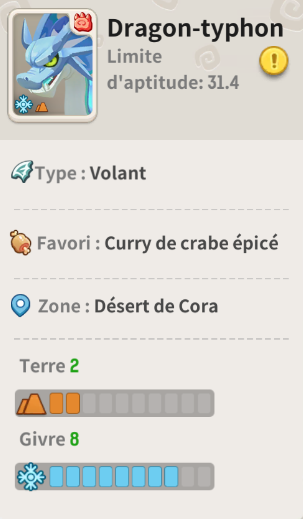 Dragon-typhon
Limite
d'aptitude: 31.4
Type : Volant
Favori : Curry de crabe épicé
Zone : Désert de Cora
Terre 2
Givre 8